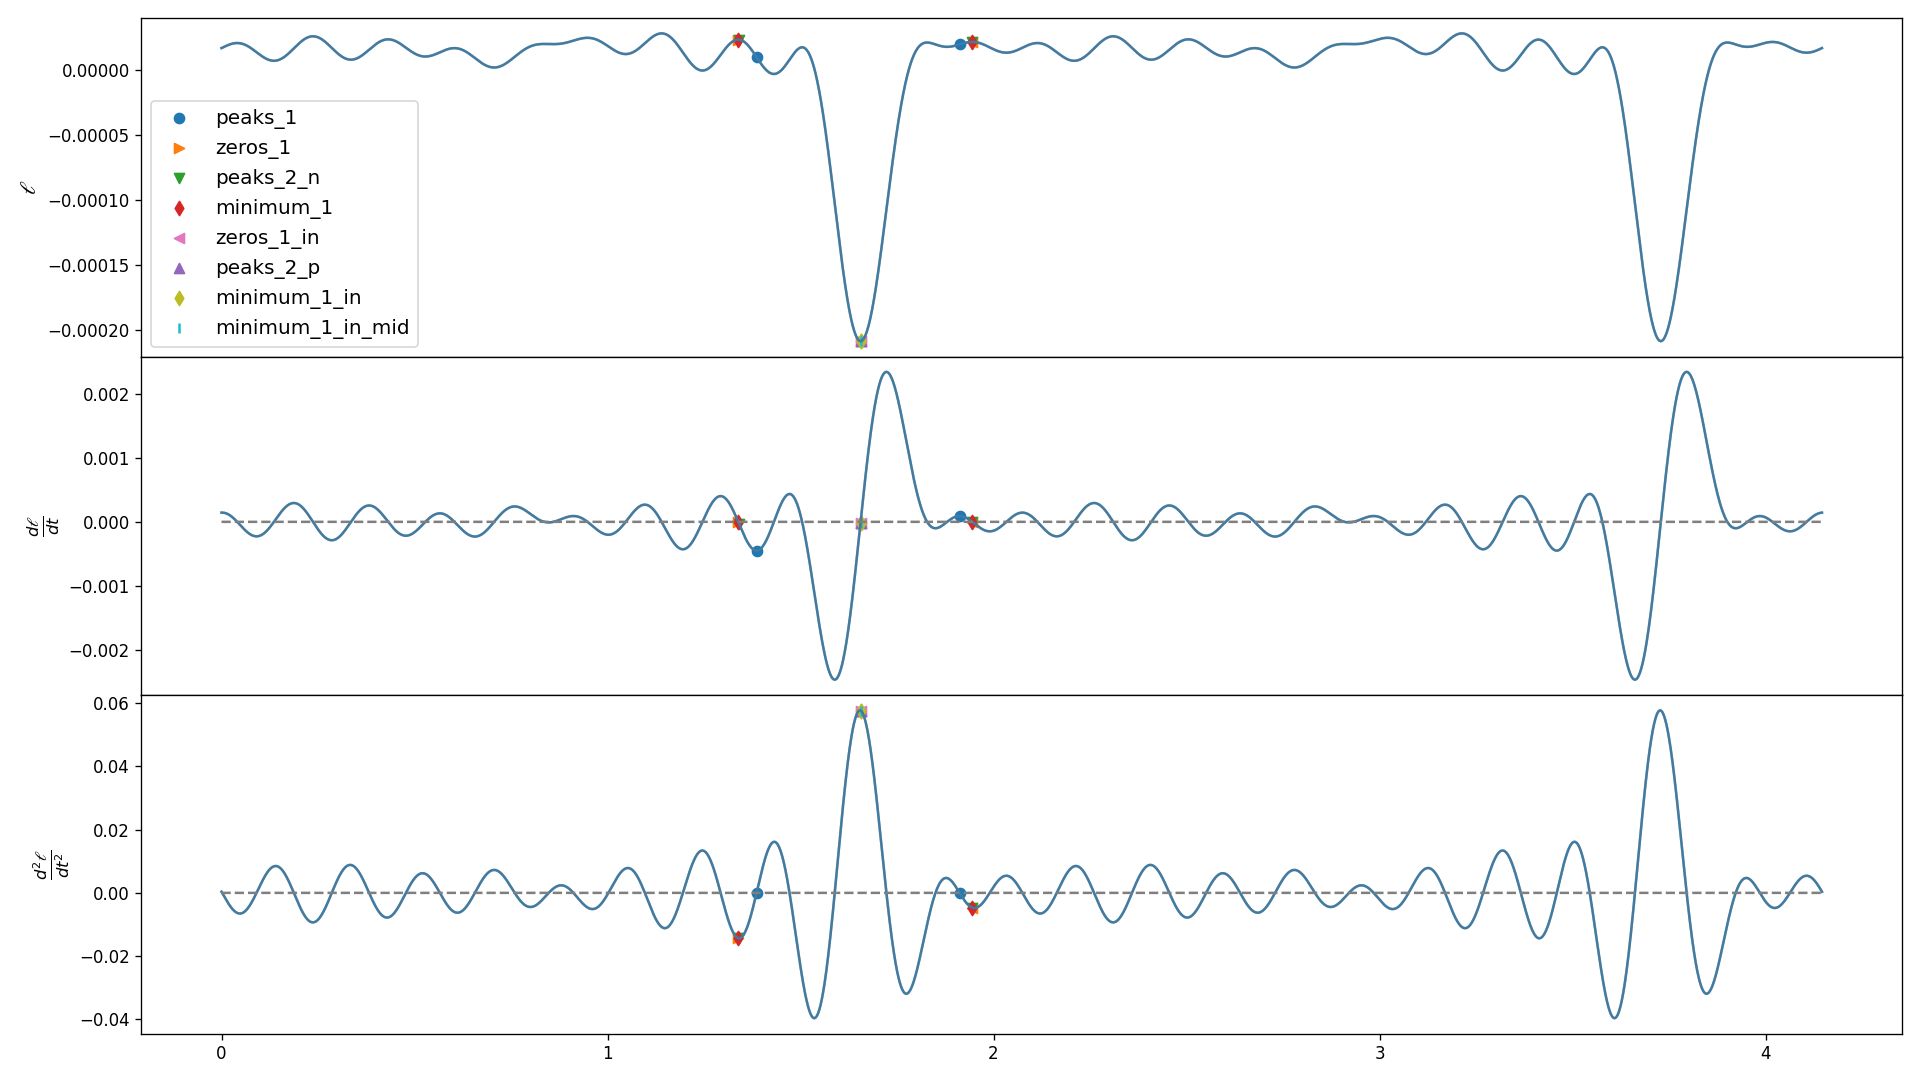 0.00000
−0.00005
−0.00010
−0.00015
−0.00020
ℓ
peaks_1
zeros_1
peaks_2_n
minimum_1
zeros_1_in
peaks_2_p
minimum_1_in
minimum_1_in_mid
0.002
0.001
0.000
−0.001
−0.002
dℓ/dt
0.06
0.04
0.02
0.00
−0.02
−0.04
d²ℓ/dt²
0 1 2 3 4